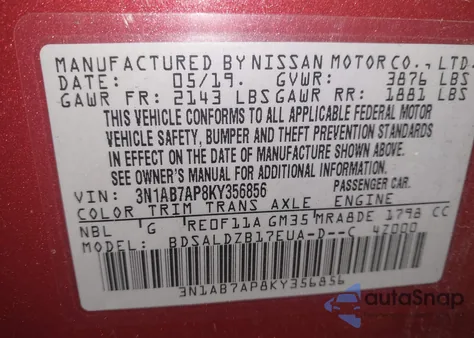 MANUFACTURED BY NISSAN MOTOR CO., LTD.
DATE: 05/19. GVWR: 3876 LBS
GAWR FR: 2143 LBS GAWR RR: 1881 LBS
THIS VEHICLE CONFORMS TO ALL APPLICABLE FEDERAL MOTOR
VEHICLE SAFETY, BUMPER AND THEFT PREVENTION STANDARDS
IN EFFECT ON THE DATE OF MANUFACTURE SHOWN ABOVE.
SEE OWNER'S MANUAL FOR ADDITIONAL INFORMATION.
VIN: 3N1AB7AP8KY356856 PASSENGER CAR.
COLOR TRIM TRANS AXLE ENGINE
NBL G RE0F11A GM35 MRA8DE 1798 CC
MODEL: BDSALDZB17EUA-D--C 4Z000
3N1AB7AP8KY356856
autoSnap